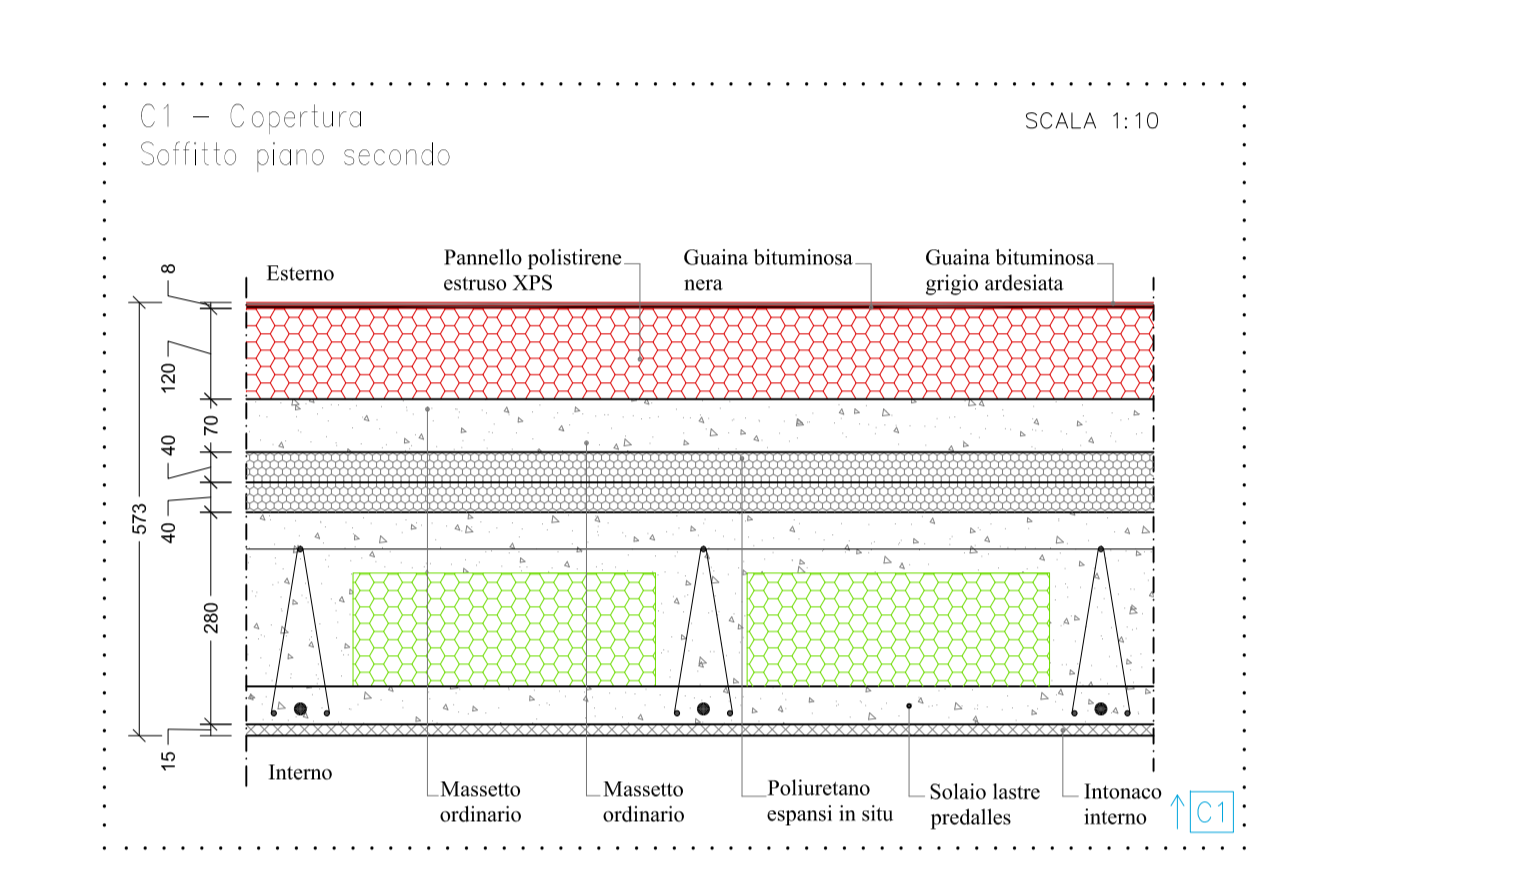 C1 – Copertura
Soffitto piano secondo
SCALA 1:10
Esterno
Pannello polistirene
estruso XPS
Guaina bituminosa
nera
Guaina bituminosa
grigio ardesiata
8
120
70
40
40
573
280
15
Interno
Massetto
ordinario
Massetto
ordinario
Poliuretano
espansi in situ
Solaio lastre
predalles
Intonaco
interno
C1